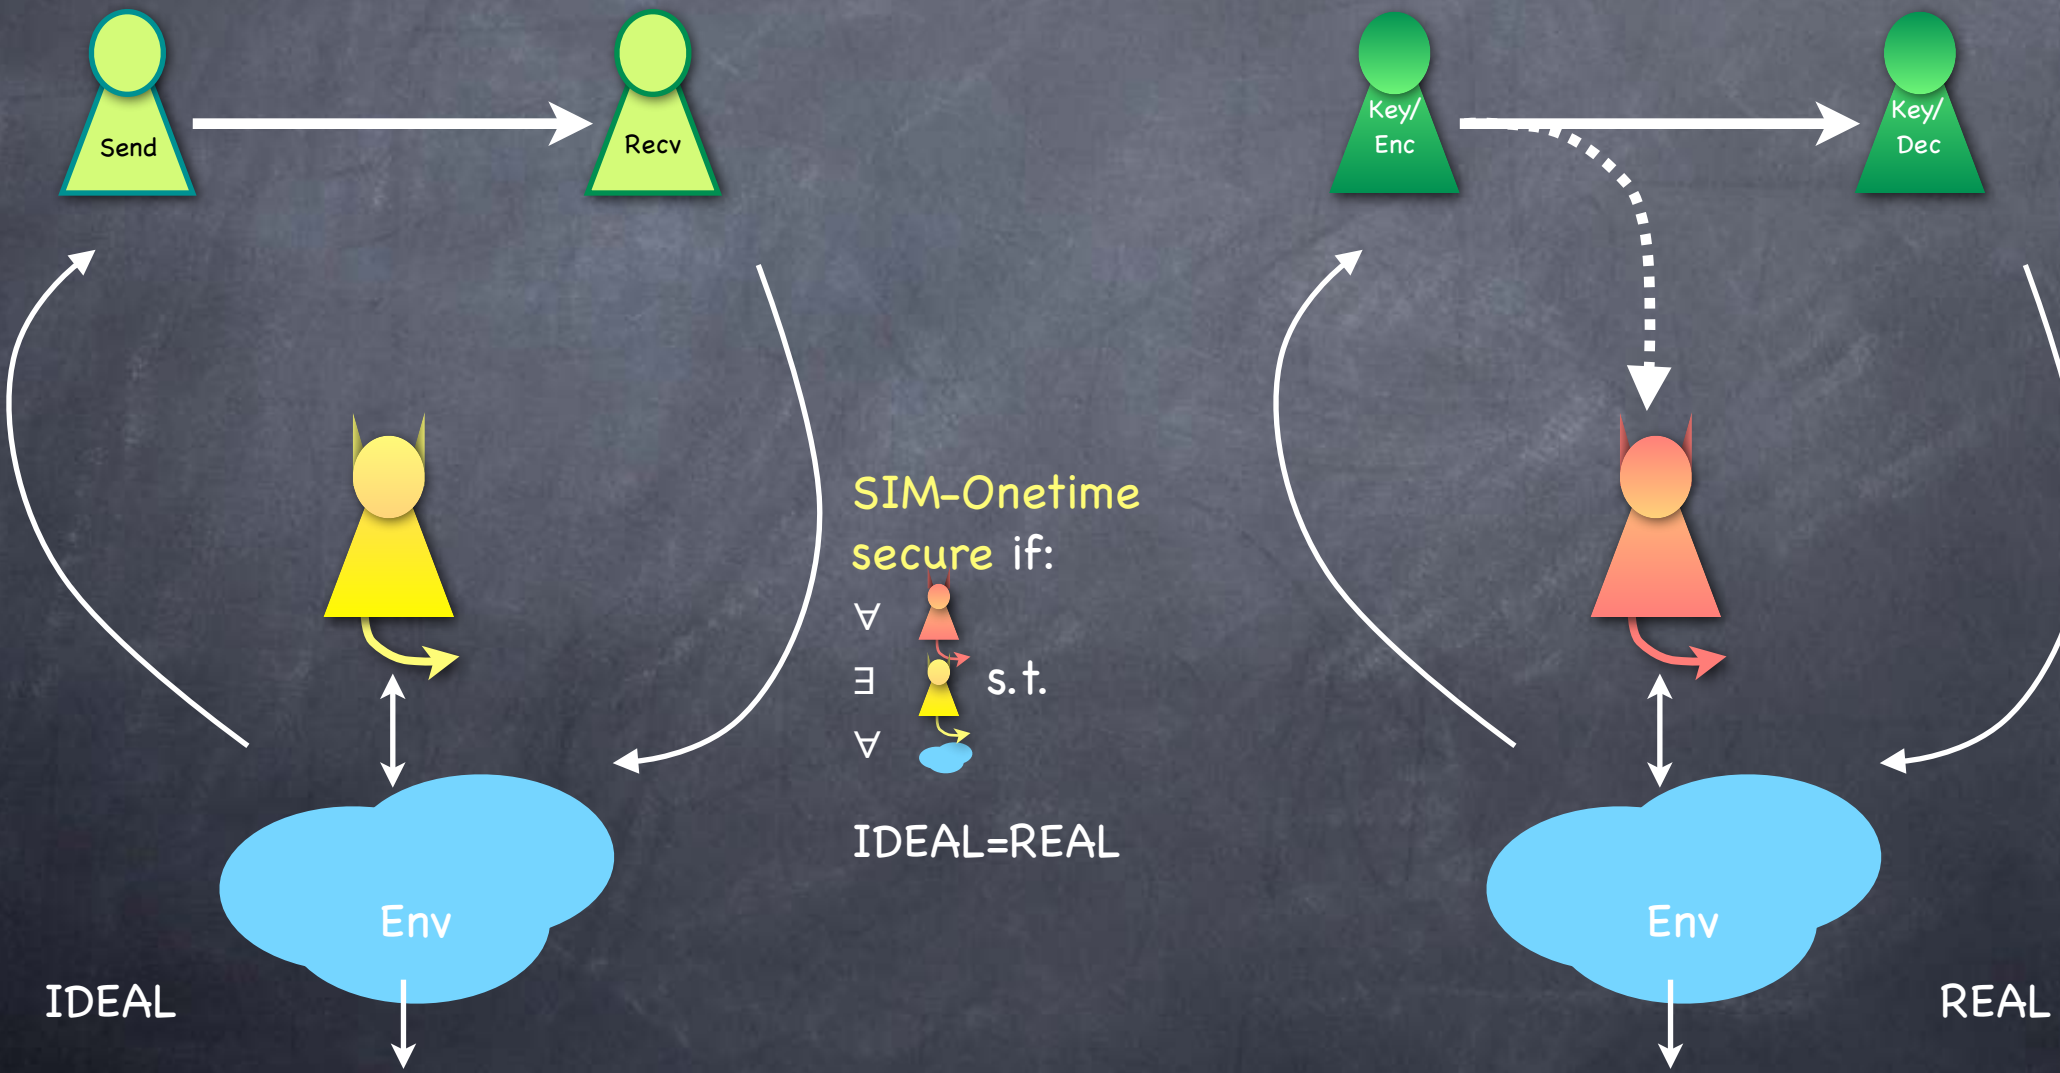 Send
Recv
Key/
Enc
Key/
Dec
SIM-Onetime
secure if:
∀
∃ s.t.
∀
IDEAL=REAL
Env
Env
IDEAL
REAL